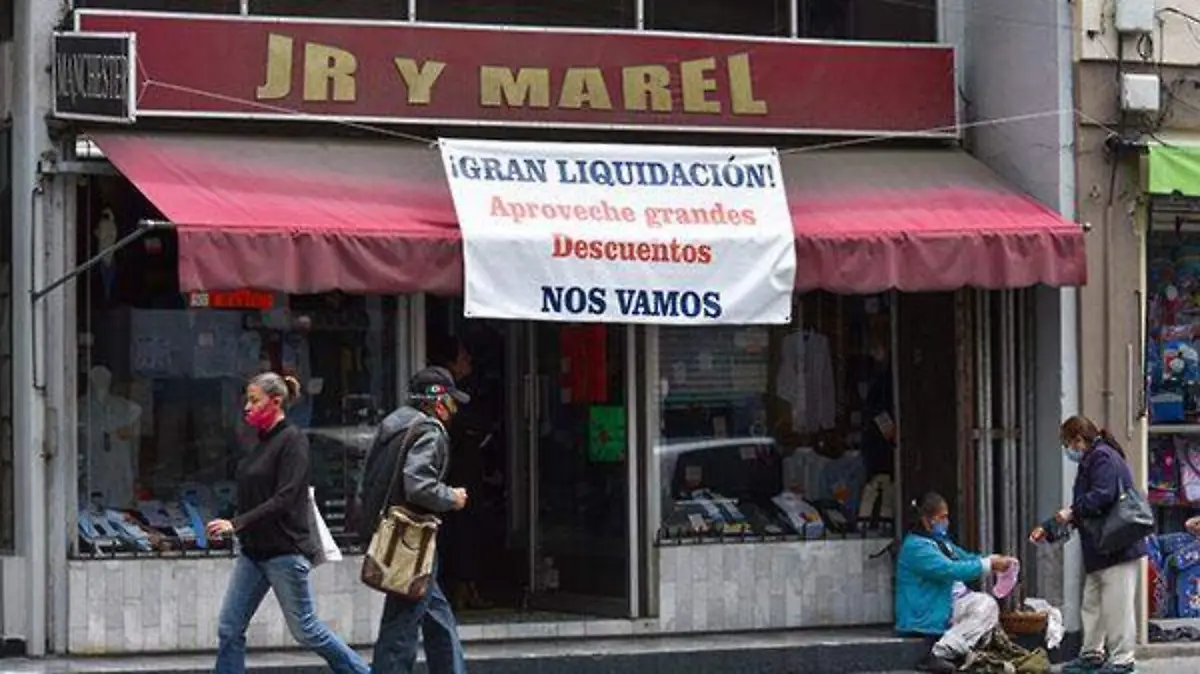 MANCHESTER
JR Y MAREL
¡GRAN LIQUIDACIÓN!
Aproveche grandes
Descuentos
NOS VAMOS